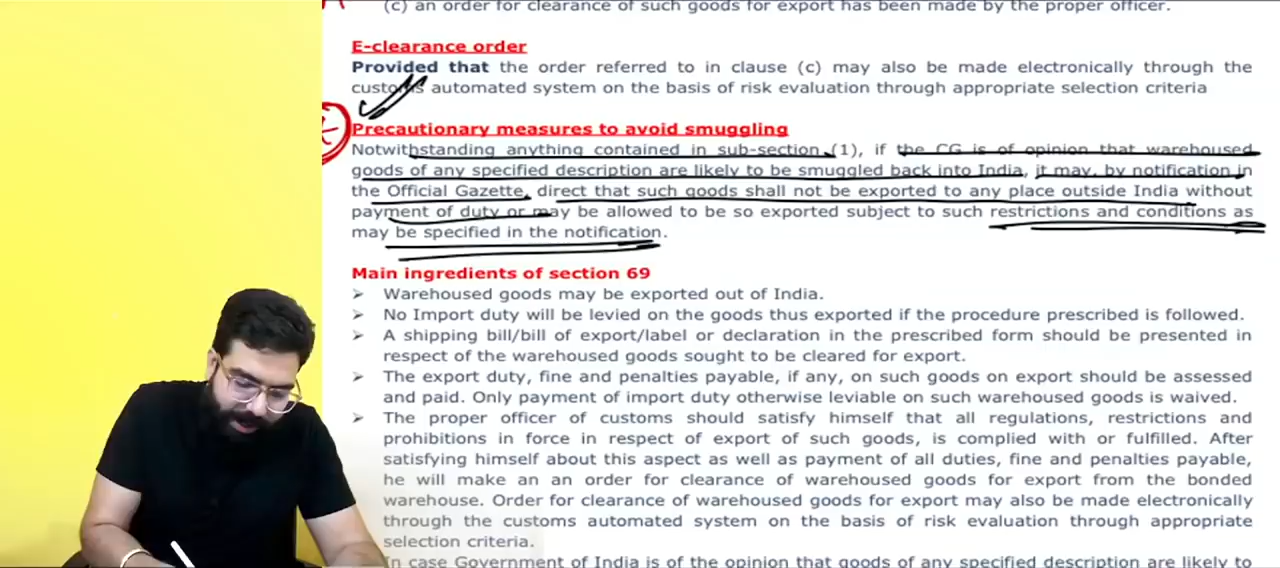 (c) an order for clearance of such goods for export has been made by the proper officer.
E-clearance order
Provided that the order referred to in clause (c) may also be made electronically through the
customs automated system on the basis of risk evaluation through appropriate selection criteria
Precautionary measures to avoid smuggling
Notwithstanding anything contained in sub-section (1), if the CG is of opinion that warehoused
goods of any specified description are likely to be smuggled back into India, it may, by notification in
the Official Gazette, direct that such goods shall not be exported to any place outside India without
payment of duty or may be allowed to be so exported subject to such restrictions and conditions as
may be specified in the notification.
Main ingredients of section 69
➢ Warehoused goods may be exported out of India.
➢ No Import duty will be levied on the goods thus exported if the procedure prescribed is followed.
➢ A shipping bill/bill of export/label or declaration in the prescribed form should be presented in
respect of the warehoused goods sought to be cleared for export.
➢ The export duty, fine and penalties payable, if any, on such goods on export should be assessed
and paid. Only payment of import duty otherwise leviable on such warehoused goods is waived.
➢ The proper officer of customs should satisfy himself that all regulations, restrictions and
prohibitions in force in respect of export of such goods, is complied with or fulfilled. After
satisfying himself about this aspect as well as payment of all duties, fine and penalties payable,
he will make an an order for clearance of warehoused goods for export from the bonded
warehouse. Order for clearance of warehoused goods for export may also be made electronically
through the customs automated system on the basis of risk evaluation through appropriate
selection criteria.
In case Government of India is of the opinion that goods of any specified description are likely to